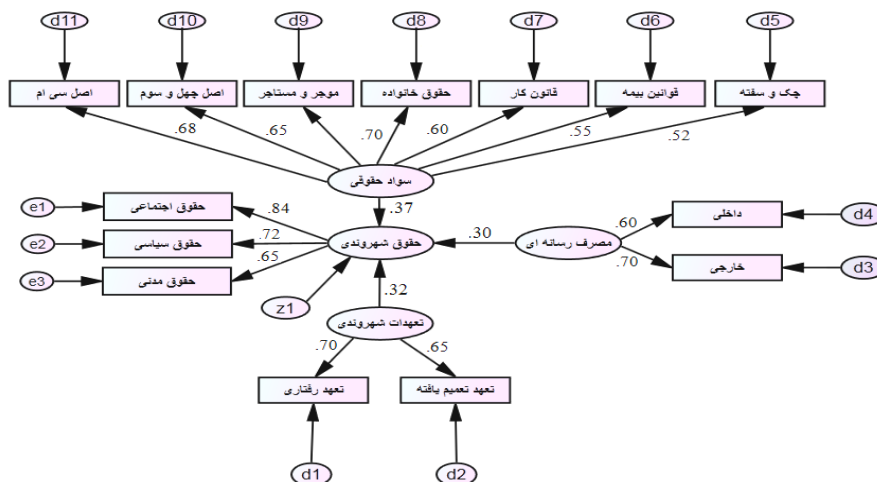 d11 d10 d9 d8 d7 d6 d5
اصل سی ام
اصل چهل و سوم
موجر و مستاجر
حقوق خانواده
قانون کار
قوانین بیمه
چک و سفته
.68 .65 .70 .60 .55 .52
سواد حقوقی
.37
e1 حقوق اجتماعی .84
e2 حقوق سیاسی .72
e3 حقوق مدنی .65
حقوق شهروندی
.30
مصرف رسانه ای
.60 داخلی d4
.70 خارجی d3
z1
.32
تعهدات شهروندی
.70 .65
تعهد رفتاری
تعهد تعمیم یافته
d1 d2